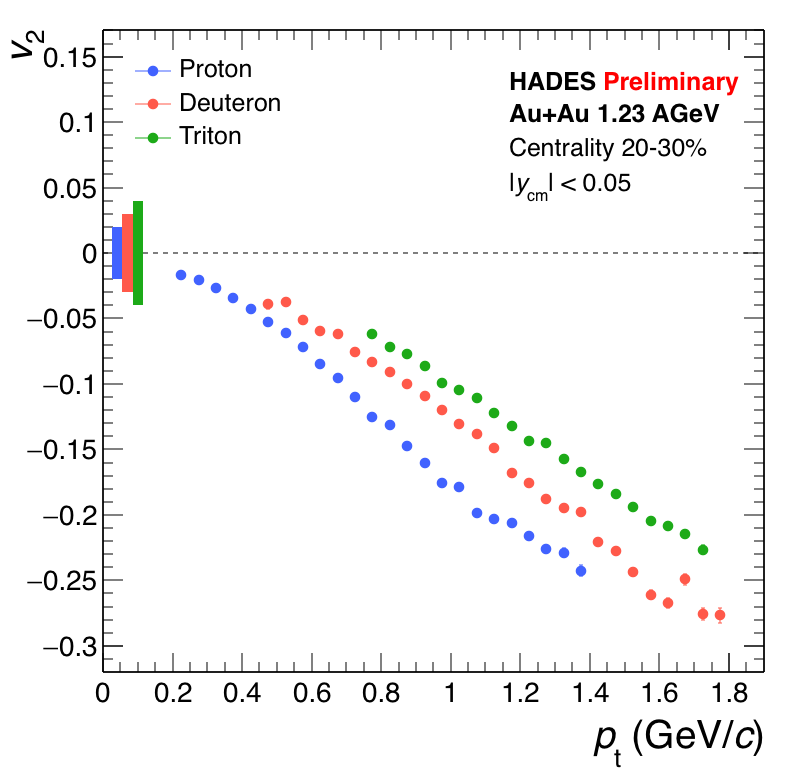 v2
Proton
Deuteron
Triton
HADES Preliminary
Au+Au 1.23 AGeV
Centrality 20-30%
|ycm| < 0.05
0.15
0.1
0.05
0
−0.05
−0.1
−0.15
−0.2
−0.25
−0.3
0 0.2 0.4 0.6 0.8 1 1.2 1.4 1.6 1.8
pt (GeV/c)